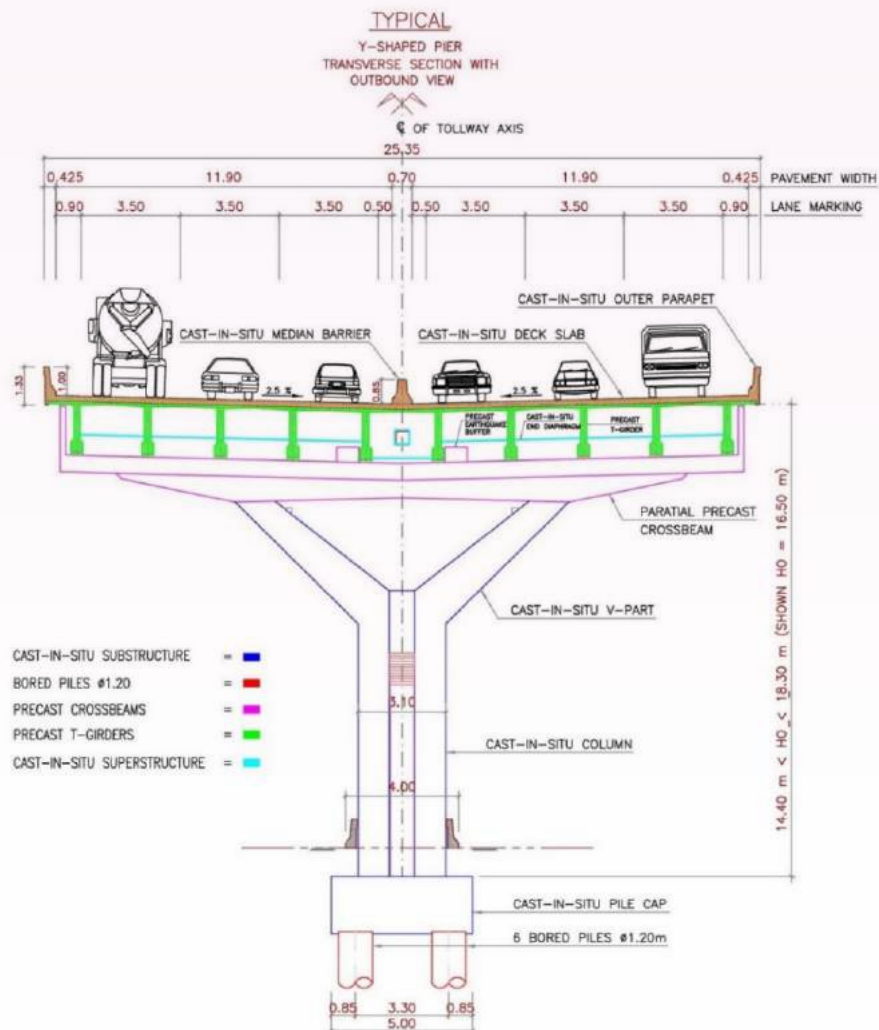 TYPICAL
Y-SHAPED PIER
TRANSVERSE SECTION WITH
OUTBOUND VIEW
℄ OF TOLLWAY AXIS
25.35
0.425 11.90 0.70 11.90 0.425 PAVEMENT WIDTH
0.90 3.50 3.50 3.50 0.50 0.50 3.50 3.50 3.50 0.90 LANE MARKING
CAST-IN-SITU OUTER PARAPET
CAST-IN-SITU MEDIAN BARRIER
CAST-IN-SITU DECK SLAB
1.33
1.00
2.5 %
0.85
2.5 %
PRECAST
EARTHQUAKE
BUFFER
CAST-IN-SITU
END DIAPHRAGM
PRECAST
T-GIRDER
PARATIAL PRECAST
CROSSBEAM
CAST-IN-SITU V-PART
14.40 m < HO < 18.30 m (SHOWN HO = 16.50 m)
CAST-IN-SITU SUBSTRUCTURE =
BORED PILES ø1.20 =
PRECAST CROSSBEAMS =
PRECAST T-GIRDERS =
CAST-IN-SITU SUPERSTRUCTURE =
3.10
CAST-IN-SITU COLUMN
4.00
CAST-IN-SITU PILE CAP
6 BORED PILES ø1.20m
0.85 3.30 0.85
5.00